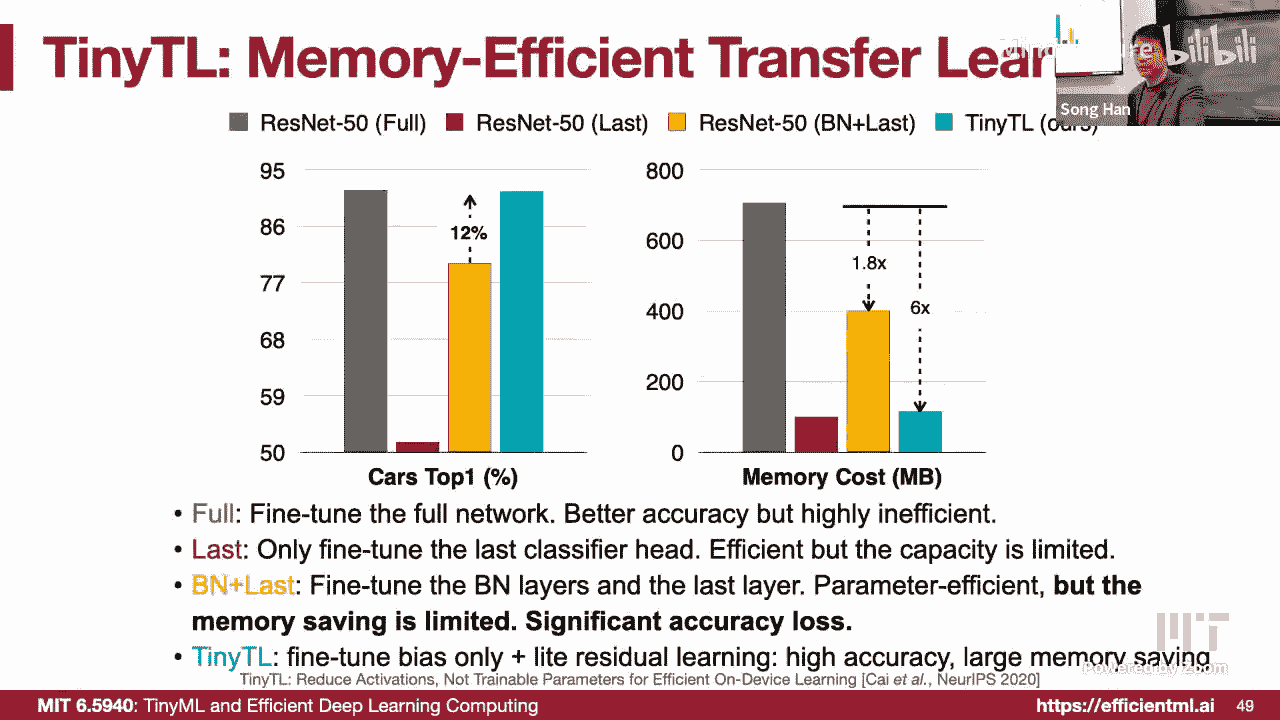 TinyTL: Memory-Efficient Transfer Lear
bilibili
Song Han
ResNet-50 (Full) ResNet-50 (Last) ResNet-50 (BN+Last) TinyTL (ours)
95
86
77
68
59
50
12%
Cars Top1 (%)
800
600
400
200
0
1.8x
6x
Memory Cost (MB)
• Full: Fine-tune the full network. Better accuracy but highly inefficient.
• Last: Only fine-tune the last classifier head. Efficient but the capacity is limited.
• BN+Last: Fine-tune the BN layers and the last layer. Parameter-efficient, but the
memory saving is limited. Significant accuracy loss.
• TinyTL: fine-tune bias only + lite residual learning: high accuracy, large memory saving
MIT
Powered by Zoom
TinyTL: Reduce Activations, Not Trainable Parameters for Efficient On-Device Learning [Cai et al., NeurIPS 2020]
MIT 6.5940: TinyML and Efficient Deep Learning Computing
https://efficientml.ai
49